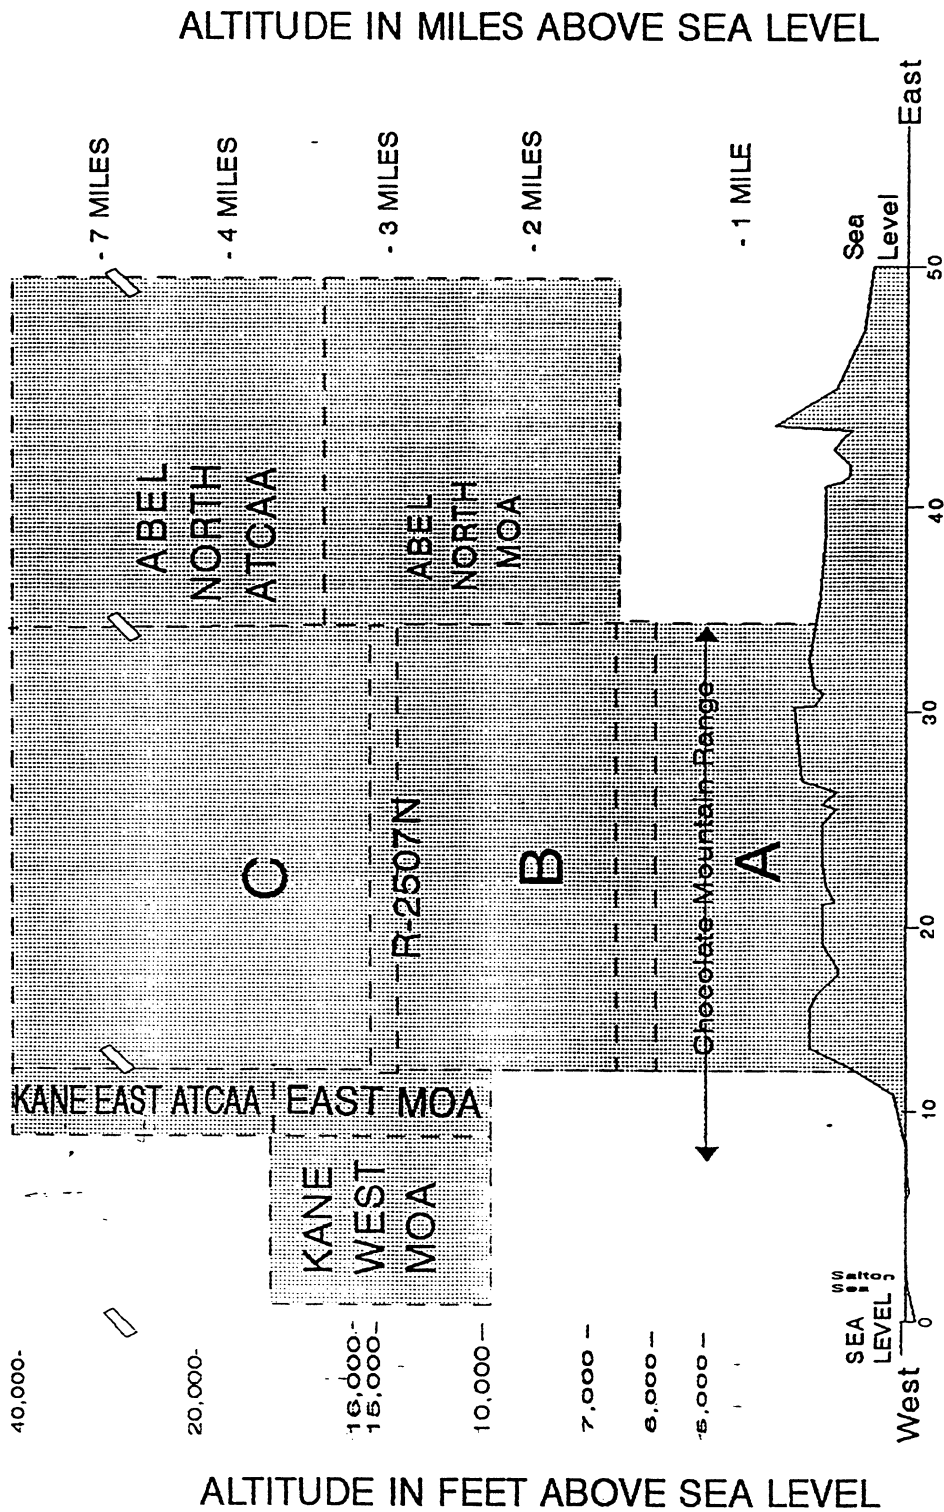 ALTITUDE IN MILES ABOVE SEA LEVEL
- 7 MILES
- 4 MILES
- 3 MILES
- 2 MILES
- 1 MILE
Sea
Level
East
ABEL
NORTH
ATCAA
ABEL
NORTH
MOA
C
R-2507N
B
Chocolate Mountain Range
A
KANE EAST ATCAA
EAST MOA
KANE
WEST
MOA
40,000-
20,000-
16,000-
15,000-
10,000-
7,000-
6,000-
5,000-
Salton
Sea
SEA
LEVEL
West
0
10
20
30
40
50
ALTITUDE IN FEET ABOVE SEA LEVEL